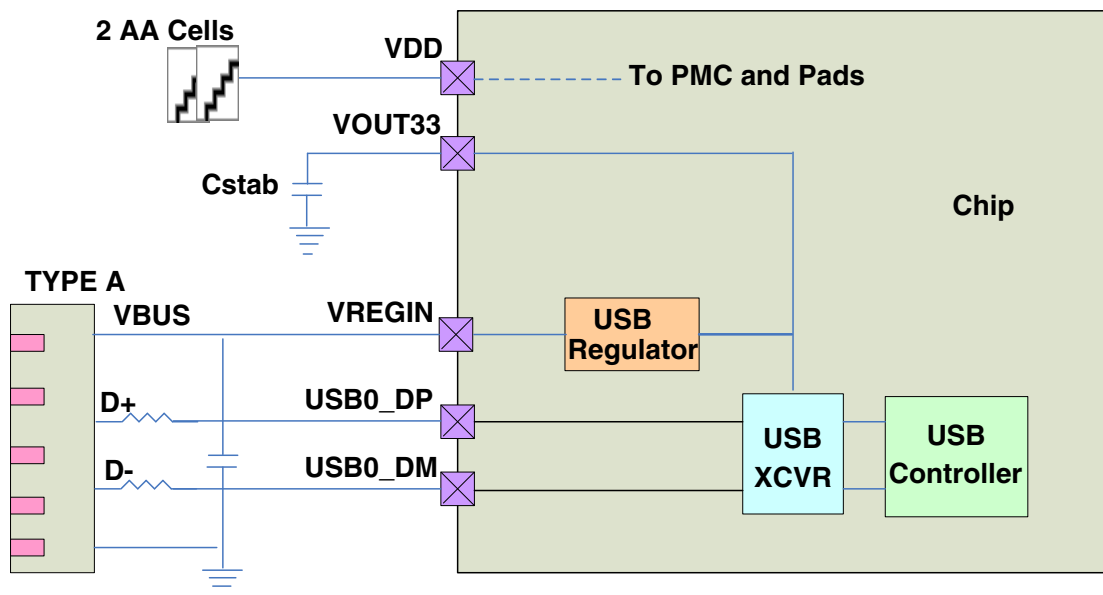 2 AA Cells
VDD
To PMC and Pads
VOUT33
Cstab
Chip
TYPE A
VBUS
VREGIN
USB
Regulator
D+
USB0_DP
D-
USB0_DM
USB
XCVR
USB
Controller